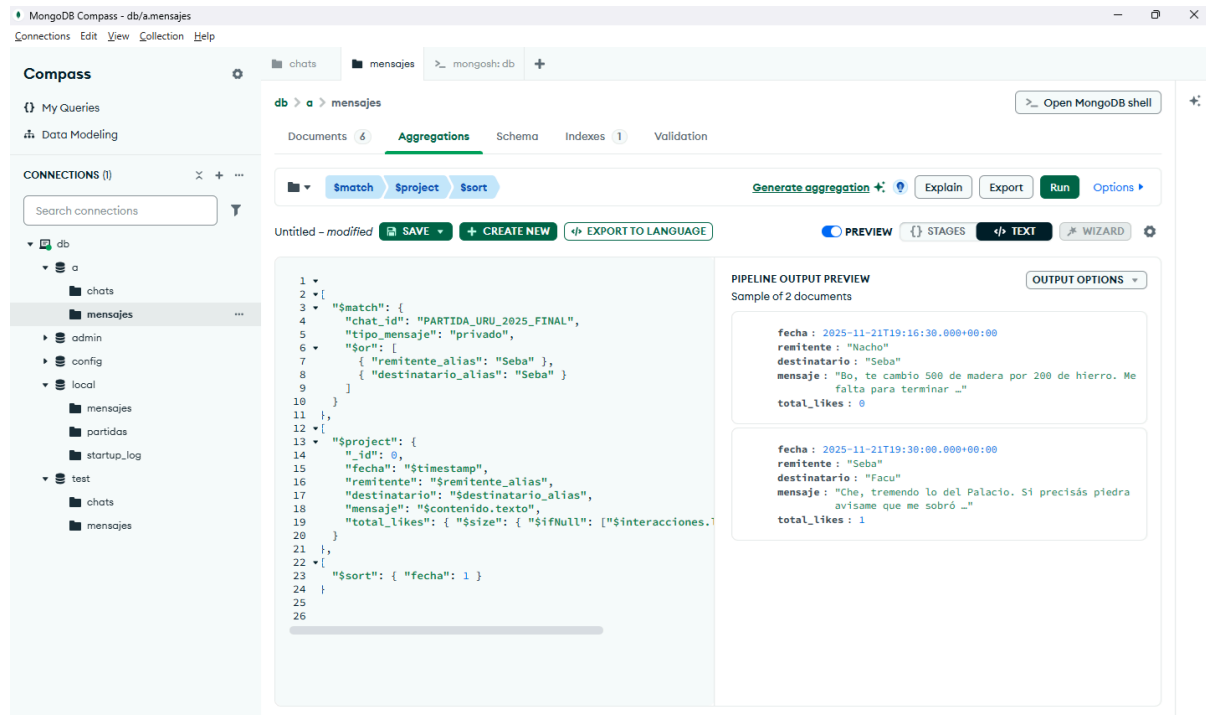 MongoDB Compass - db/a.mensajes
Connections Edit View Collection Help
Compass
{} My Queries
Data Modeling
CONNECTIONS (1)
Search connections
db
a
chats
mensajes
admin
config
local
mensajes
partidas
startup_log
test
chats
mensajes
chats mensajes >_ mongosh: db +
db > a > mensajes
>_ Open MongoDB shell
Documents 6 Aggregations Schema Indexes 1 Validation
$match $project $sort
Generate aggregation Explain Export Run Options
Untitled – modified SAVE + CREATE NEW </> EXPORT TO LANGUAGE
PREVIEW {} STAGES </> TEXT WIZARD
1
2 [
3 "$match": {
4 "chat_id": "PARTIDA_URU_2025_FINAL",
5 "tipo_mensaje": "privado",
6 "$or": [
7 { "remitente_alias": "Seba" },
8 { "destinatario_alias": "Seba" }
9 ]
10 }
11 },
12 [
13 "$project": {
14 "_id": 0,
15 "fecha": "$timestamp",
16 "remitente": "$remitente_alias",
17 "destinatario": "$destinatario_alias",
18 "mensaje": "$contenido.texto",
19 "total_likes": { "$size": { "$ifNull": ["$interacciones.l
20 }
21 },
22 [
23 "$sort": { "fecha": 1 }
24 }
25
26
PIPELINE OUTPUT PREVIEW
OUTPUT OPTIONS
Sample of 2 documents
fecha : 2025-11-21T19:16:30.000+00:00
remitente : "Nacho"
destinatario : "Seba"
mensaje : "Bo, te cambio 500 de madera por 200 de hierro. Me
falta para terminar …"
total_likes : 0
fecha : 2025-11-21T19:30:00.000+00:00
remitente : "Seba"
destinatario : "Facu"
mensaje : "Che, tremendo lo del Palacio. Si precisás piedra
avisame que me sobró …"
total_likes : 1